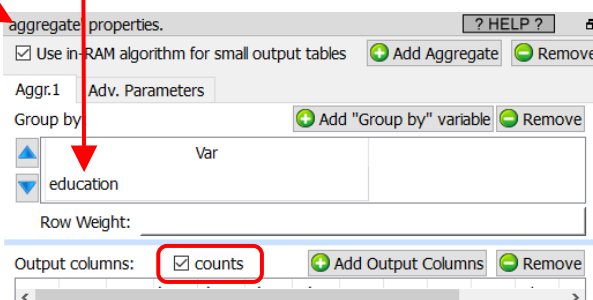 aggregate' properties. ? HELP ?
Use in-RAM algorithm for small output tables Add Aggregate Remove
Aggr.1 Adv. Parameters
Group by Add "Group by" variable Remove
Var
education
Row Weight:
Output columns: counts Add Output Columns Remove